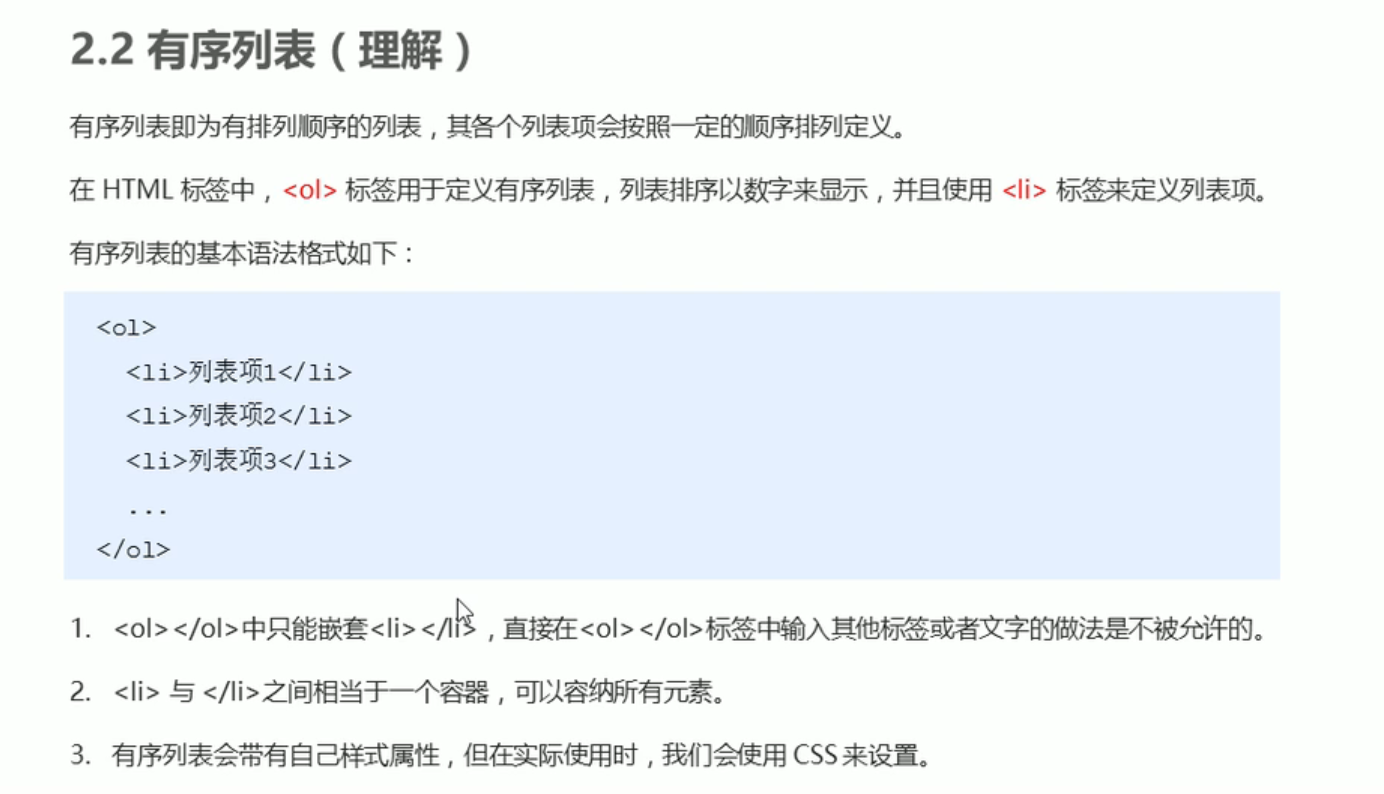 2.2 有序列表（理解）
有序列表即为有排列顺序的列表，其各个列表项会按照一定的顺序排列定义。
在 HTML 标签中，<ol> 标签用于定义有序列表，列表排序以数字来显示，并且使用 <li> 标签来定义列表项。
有序列表的基本语法格式如下：
<ol>
  <li>列表项1</li>
  <li>列表项2</li>
  <li>列表项3</li>
  ...
</ol>
1. <ol></ol>中只能嵌套<li></li>，直接在<ol></ol>标签中输入其他标签或者文字的做法是不被允许的。
2. <li> 与 </li>之间相当于一个容器，可以容纳所有元素。
3. 有序列表会带有自己样式属性，但在实际使用时，我们会使用 CSS 来设置。